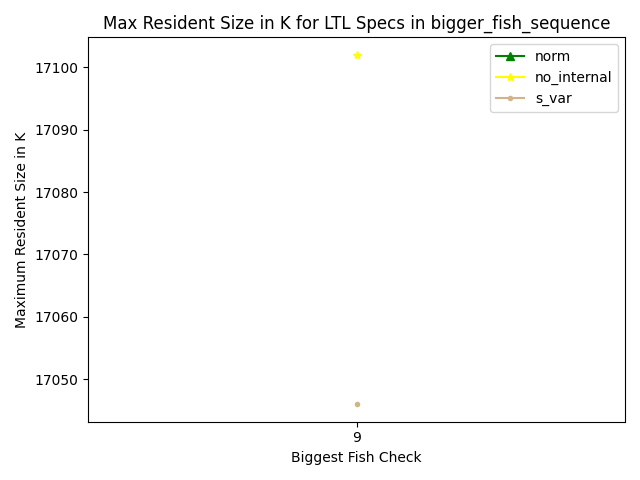 Max Resident Size in K for LTL Specs in bigger_fish_sequence
norm
no_internal
s_var
17100
17090
17080
17070
17060
17050
Maximum Resident Size in K
9
Biggest Fish Check